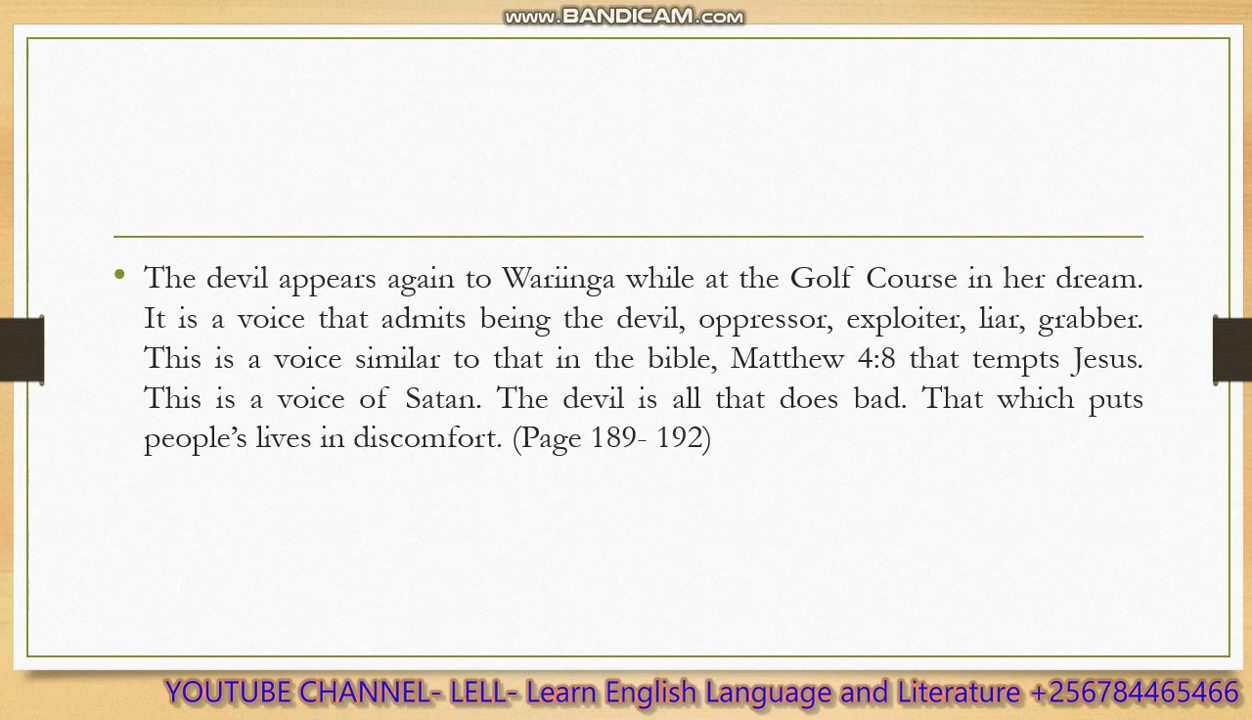 www.BANDICAM.com
• The devil appears again to Wariinga while at the Golf Course in her dream.
It is a voice that admits being the devil, oppressor, exploiter, liar, grabber.
This is a voice similar to that in the bible, Matthew 4:8 that tempts Jesus.
This is a voice of Satan. The devil is all that does bad. That which puts
people’s lives in discomfort. (Page 189- 192)
YOUTUBE CHANNEL- LELL- Learn English Language and Literature +256784465466